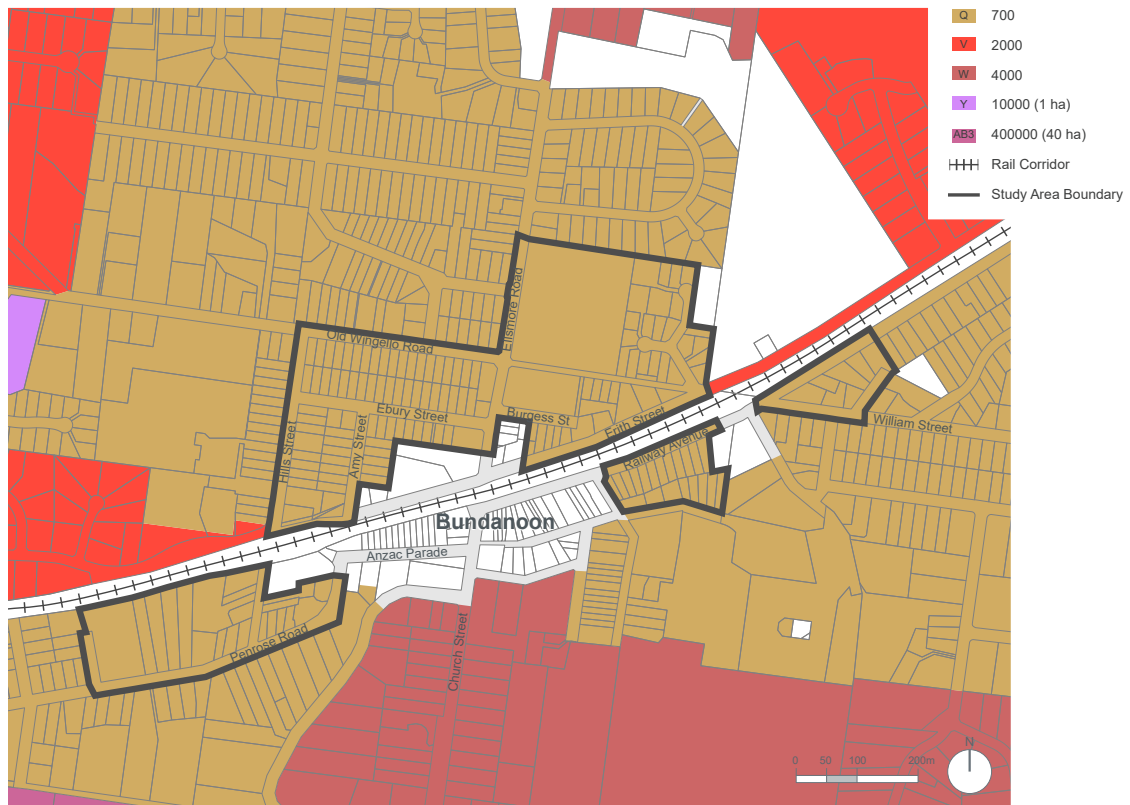 Q 700
V 2000
W 4000
Y 10000 (1 ha)
AB3 400000 (40 ha)
Rail Corridor
Study Area Boundary
Ellsmore Road
Old Wingello Road
Ebury Street
Burgess St
Erith Street
Railway Avenue
William Street
Hills Street
Amy Street
Bundanoon
Anzac Parade
Penrose Road
Church Street
0 50 100 200m
N